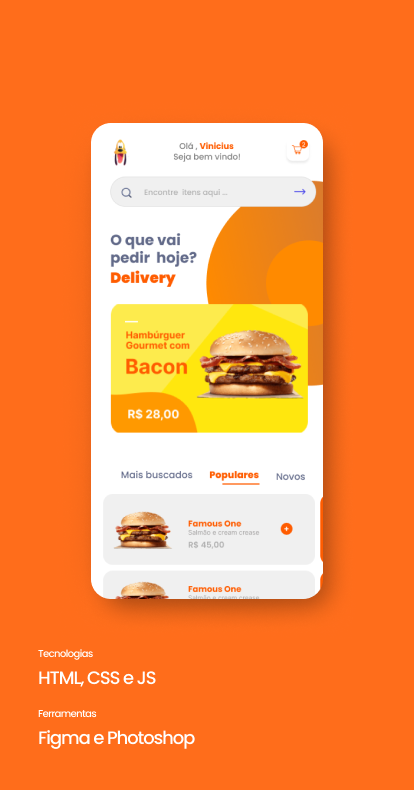 Olá , Vinicius
Seja bem vindo!
2
Encontre itens aqui ...
O que vai
pedir hoje?
Delivery
Hambúrguer
Gourmet com
Bacon
R$ 28,00
Mais buscados Populares Novos
Famous One
Salmão e cream crease
R$ 45,00
Famous One
Salmão e cream crease
Tecnologias
HTML, CSS e JS
Ferramentas
Figma e Photoshop